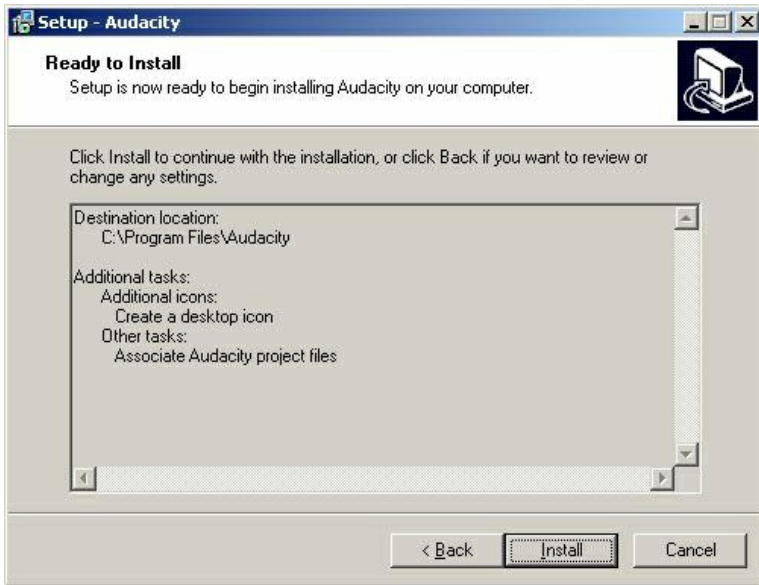 Setup - Audacity
Ready to Install
Setup is now ready to begin installing Audacity on your computer.
Click Install to continue with the installation, or click Back if you want to review or
change any settings.
Destination location:
C:\Program Files\Audacity
Additional tasks:
Additional icons:
Create a desktop icon
Other tasks:
Associate Audacity project files
< Back
Install
Cancel